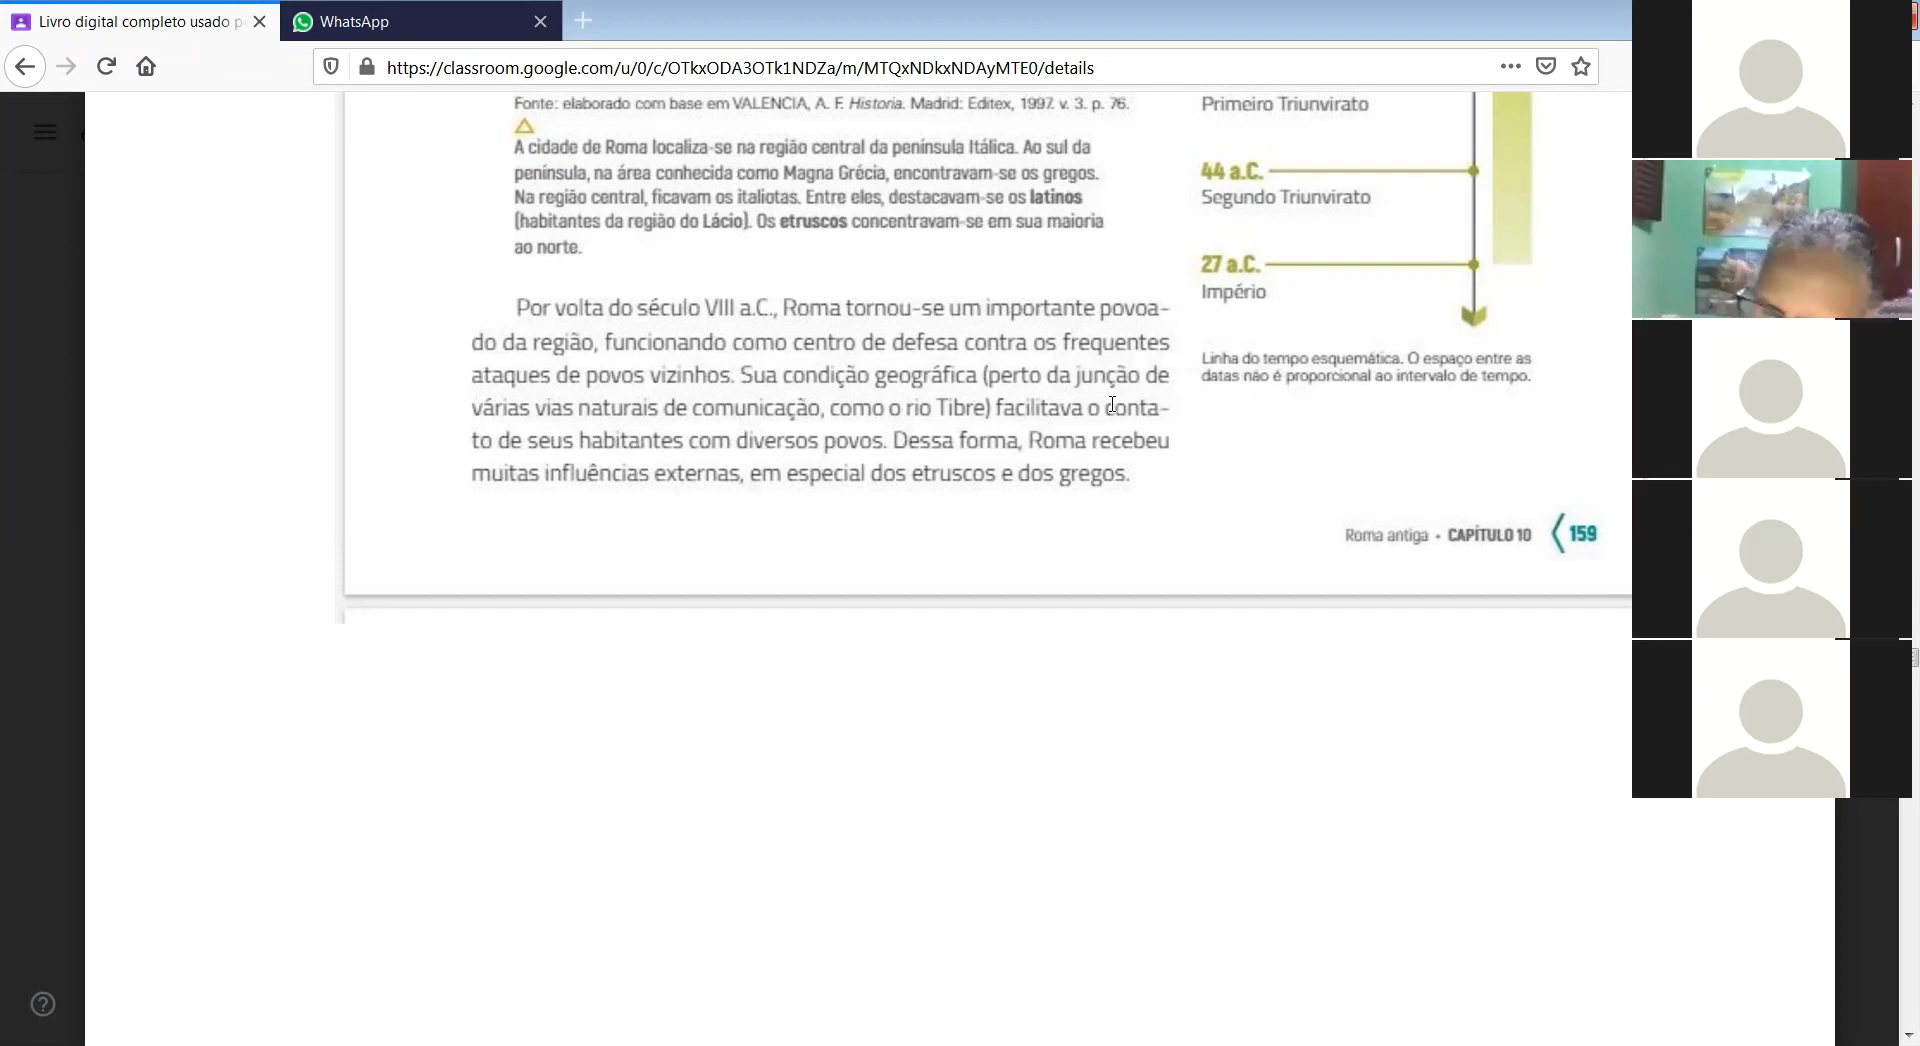 Livro digital completo usado p
WhatsApp
https://classroom.google.com/u/0/c/OTkxODA3OTk1NDZa/m/MTQxNDkxNDAyMTE0/details
Fonte: elaborado com base em VALENCIA, A. F. Historia. Madrid: Editex, 1997. v. 3. p. 76.
A cidade de Roma localiza-se na região central da península Itálica. Ao sul da
península, na área conhecida como Magna Grécia, encontravam-se os gregos.
Na região central, ficavam os italiotas. Entre eles, destacavam-se os latinos
(habitantes da região do Lácio). Os etruscos concentravam-se em sua maioria
ao norte.
Por volta do século VIII a.C., Roma tornou-se um importante povoa-
do da região, funcionando como centro de defesa contra os frequentes
ataques de povos vizinhos. Sua condição geográfica (perto da junção de
várias vias naturais de comunicação, como o rio Tibre) facilitava o conta-
to de seus habitantes com diversos povos. Dessa forma, Roma recebeu
muitas influências externas, em especial dos etruscos e dos gregos.
Primeiro Triunvirato
44 a.C.
Segundo Triunvirato
27 a.C.
Império
Linha do tempo esquemática. O espaço entre as
datas não é proporcional ao intervalo de tempo.
Roma antiga • CAPÍTULO 10 159